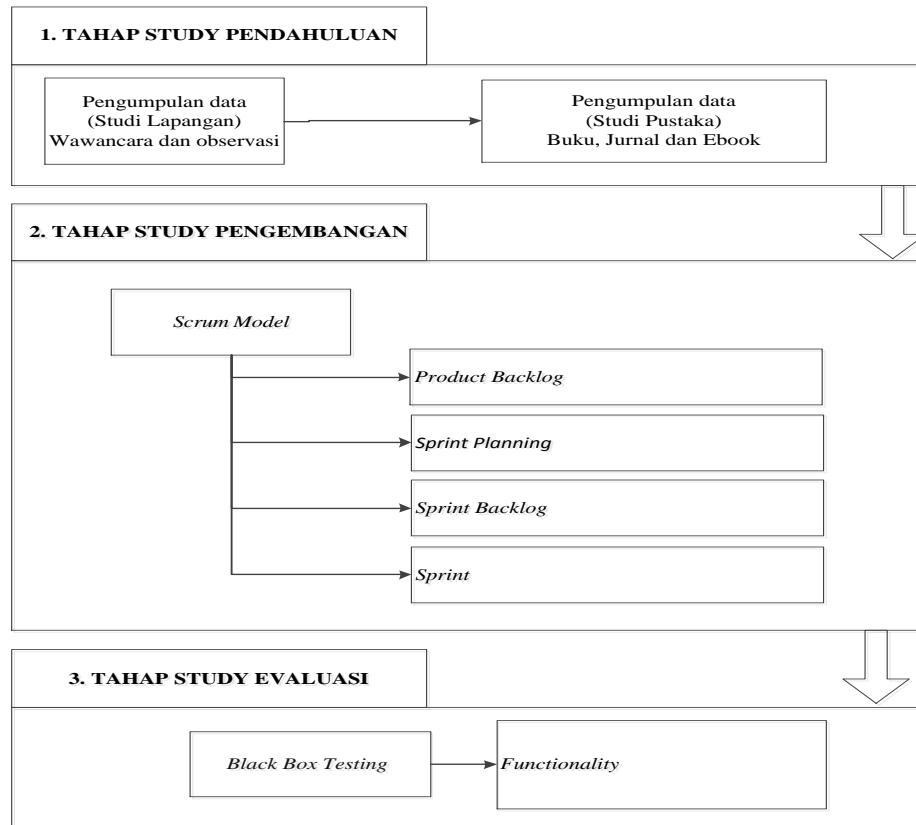 1. TAHAP STUDY PENDAHULUAN
Pengumpulan data
(Studi Lapangan)
Wawancara dan observasi
Pengumpulan data
(Studi Pustaka)
Buku, Jurnal dan Ebook
2. TAHAP STUDY PENGEMBANGAN
Scrum Model
Product Backlog
Sprint Planning
Sprint Backlog
Sprint
3. TAHAP STUDY EVALUASI
Black Box Testing
Functionality